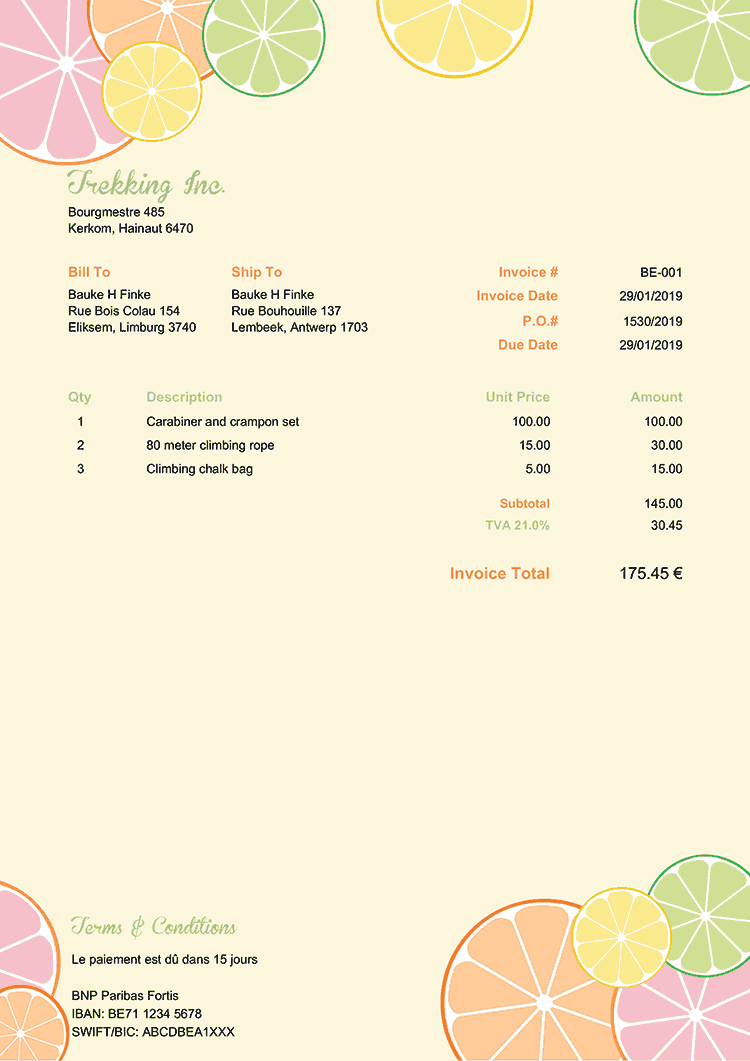 Trekking Inc.
Bourgmestre 485
Kerkom, Hainaut 6470
Bill To
Bauke H Finke
Rue Bois Colau 154
Eliksem, Limburg 3740
Ship To
Bauke H Finke
Rue Bouhouille 137
Lembeek, Antwerp 1703
Invoice # BE-001
Invoice Date 29/01/2019
P.O.# 1530/2019
Due Date 29/01/2019
Qty Description Unit Price Amount
1 Carabiner and crampon set 100.00 100.00
2 80 meter climbing rope 15.00 30.00
3 Climbing chalk bag 5.00 15.00
Subtotal 145.00
TVA 21.0% 30.45
Invoice Total 175.45 €
Terms & Conditions
Le paiement est dû dans 15 jours
BNP Paribas Fortis
IBAN: BE71 1234 5678
SWIFT/BIC: ABCDBEA1XXX